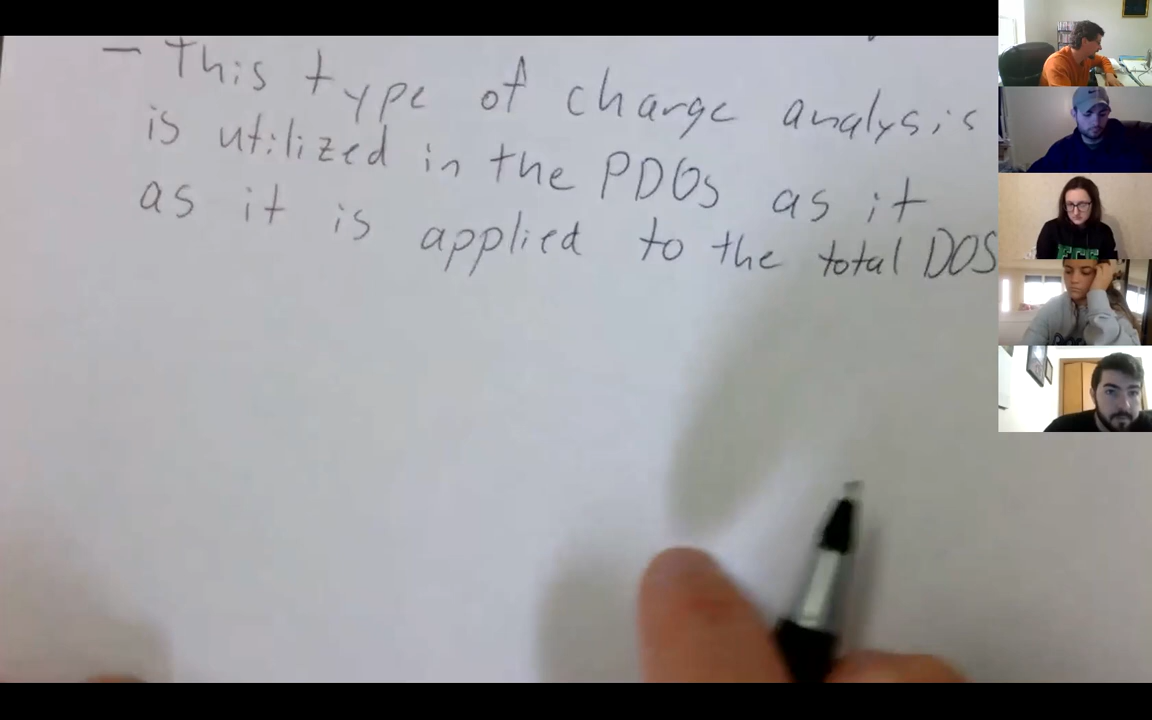 - This type of charge analysis
is utilized in the PDOs as it
as it is applied to the total DOS